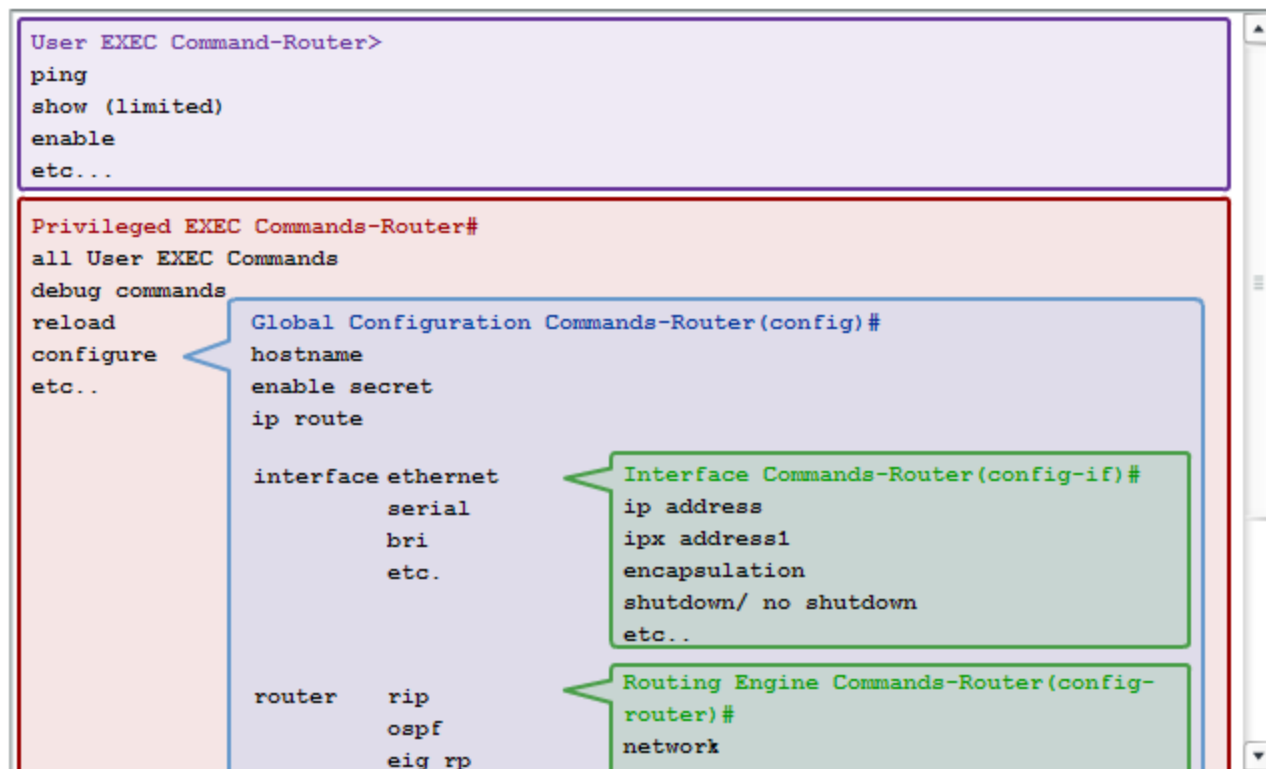 User EXEC Command-Router>
ping
show (limited)
enable
etc...
Privileged EXEC Commands-Router#
all User EXEC Commands
debug commands
reload
configure
etc..
Global Configuration Commands-Router(config)#
hostname
enable secret
ip route
interface ethernet
serial
bri
etc.
Interface Commands-Router(config-if)#
ip address
ipx address1
encapsulation
shutdown/ no shutdown
etc..
router rip
ospf
eig rp
Routing Engine Commands-Router(config-
router)#
network